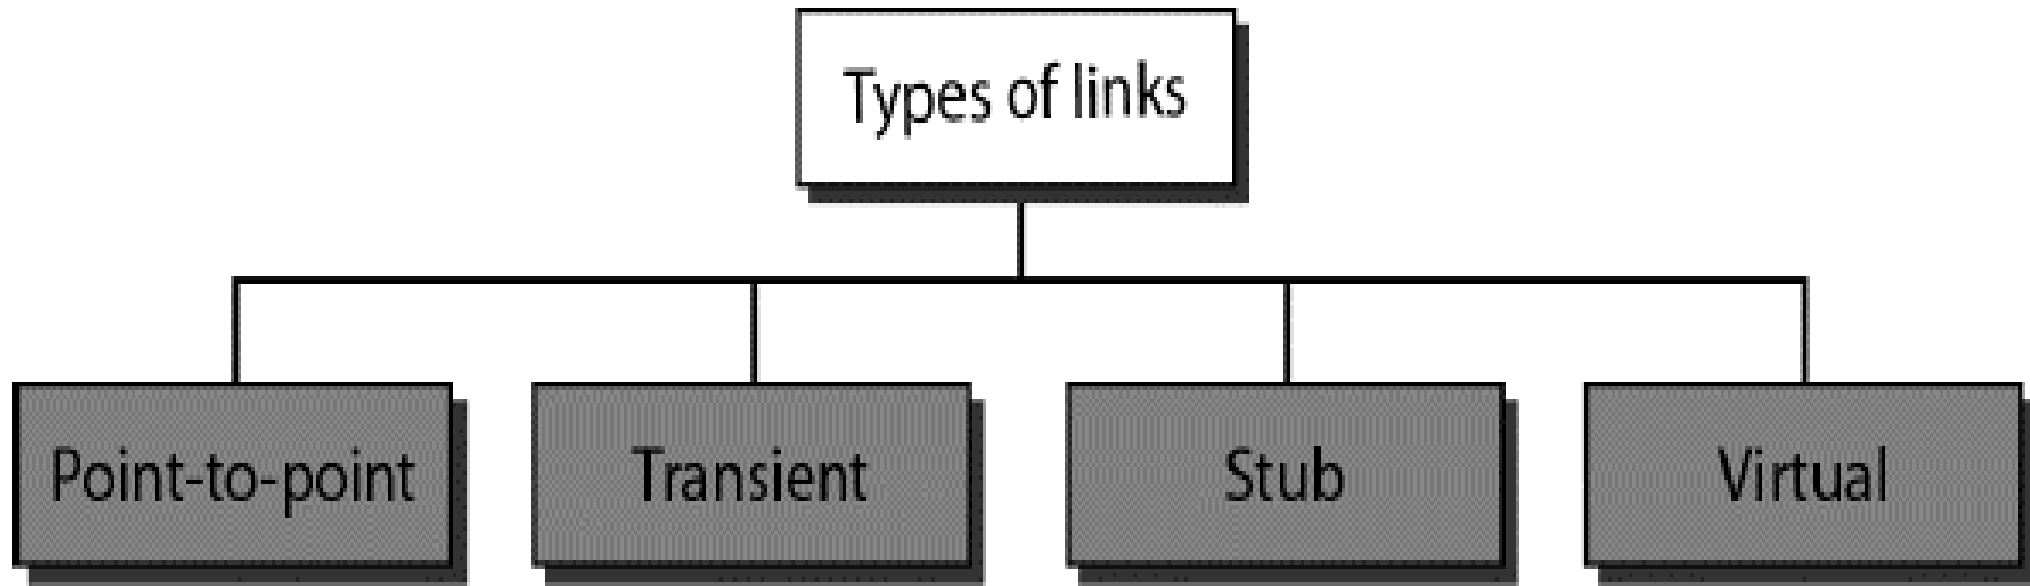 Types of links
Point-to-point
Transient
Stub
Virtual